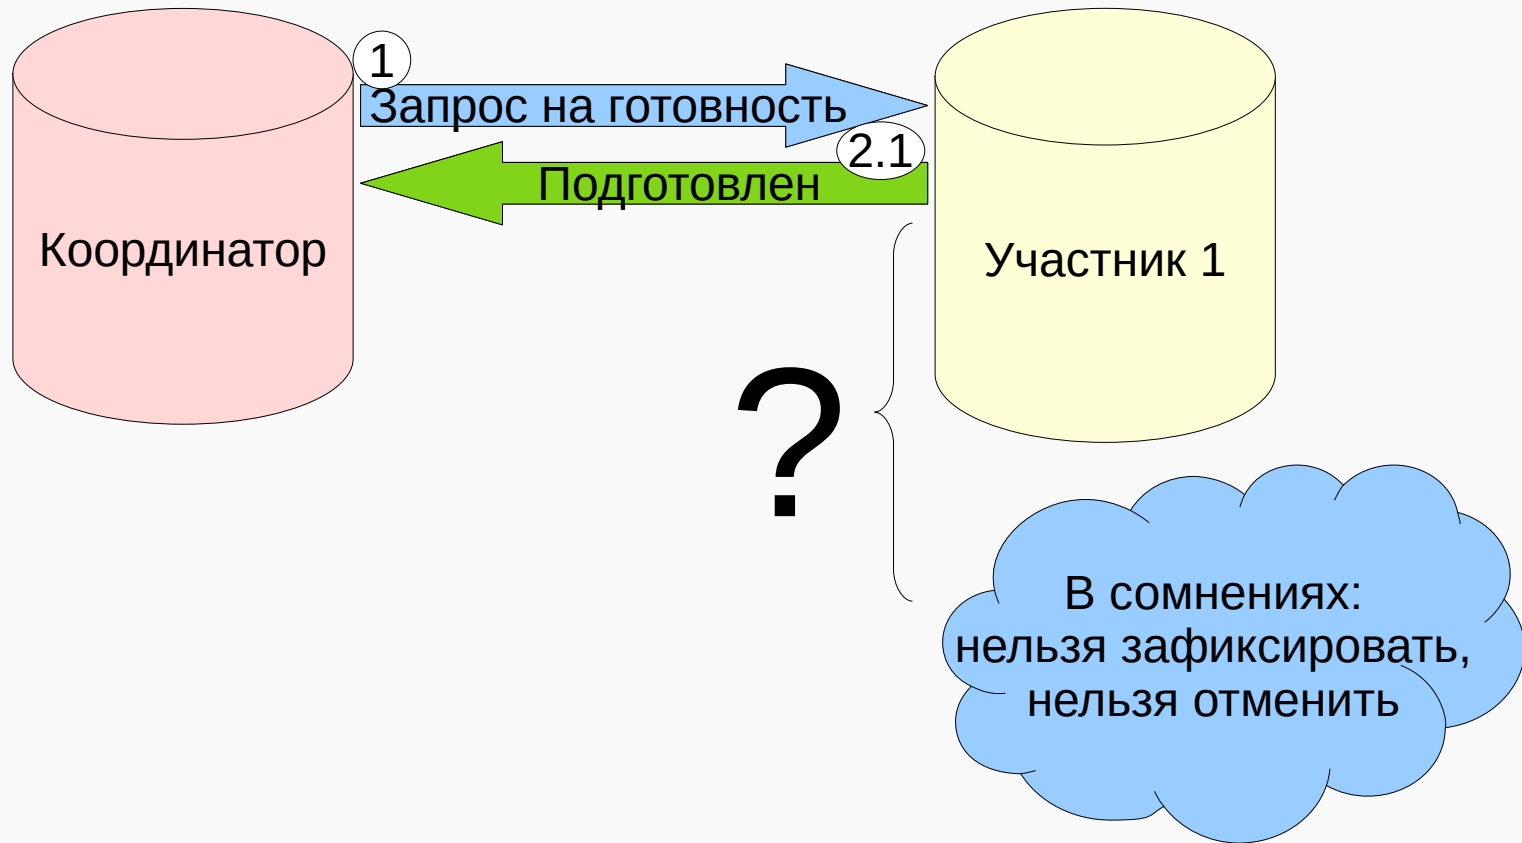 1
Запрос на готовность
2.1
Подготовлен
Координатор
Участник 1
?
В сомнениях:
нельзя зафиксировать,
нельзя отменить